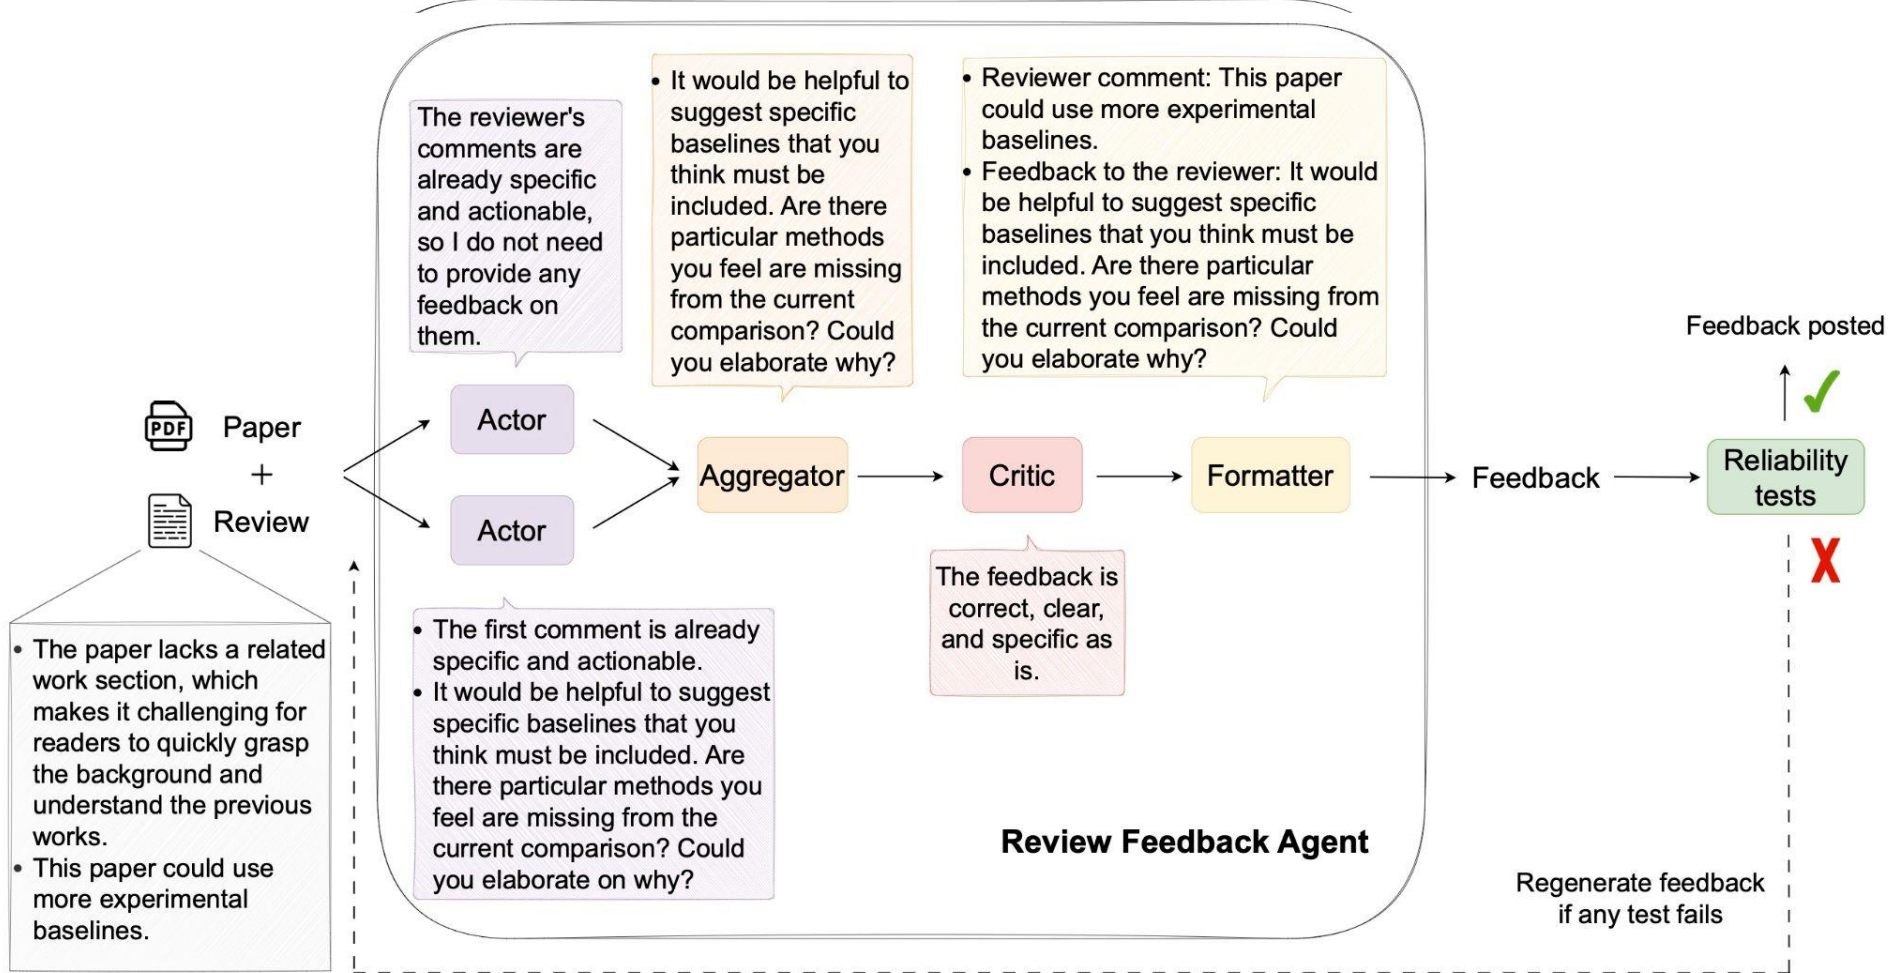 The reviewer's
comments are
already specific
and actionable,
so I do not need
to provide any
feedback on
them.
• It would be helpful to
suggest specific
baselines that you
think must be
included. Are there
particular methods
you feel are missing
from the current
comparison? Could
you elaborate why?
• Reviewer comment: This paper
could use more experimental
baselines.
• Feedback to the reviewer: It would
be helpful to suggest specific
baselines that you think must be
included. Are there particular
methods you feel are missing from
the current comparison? Could
you elaborate why?
PDF
Paper
+
Review
Actor
Actor
Aggregator
Critic
Formatter
Feedback
Reliability
tests
Feedback posted
• The paper lacks a related
work section, which
makes it challenging for
readers to quickly grasp
the background and
understand the previous
works.
• This paper could use
more experimental
baselines.
• The first comment is already
specific and actionable.
• It would be helpful to suggest
specific baselines that you
think must be included. Are
there particular methods you
feel are missing from the
current comparison? Could
you elaborate on why?
The feedback is
correct, clear,
and specific as
is.
Review Feedback Agent
Regenerate feedback
if any test fails